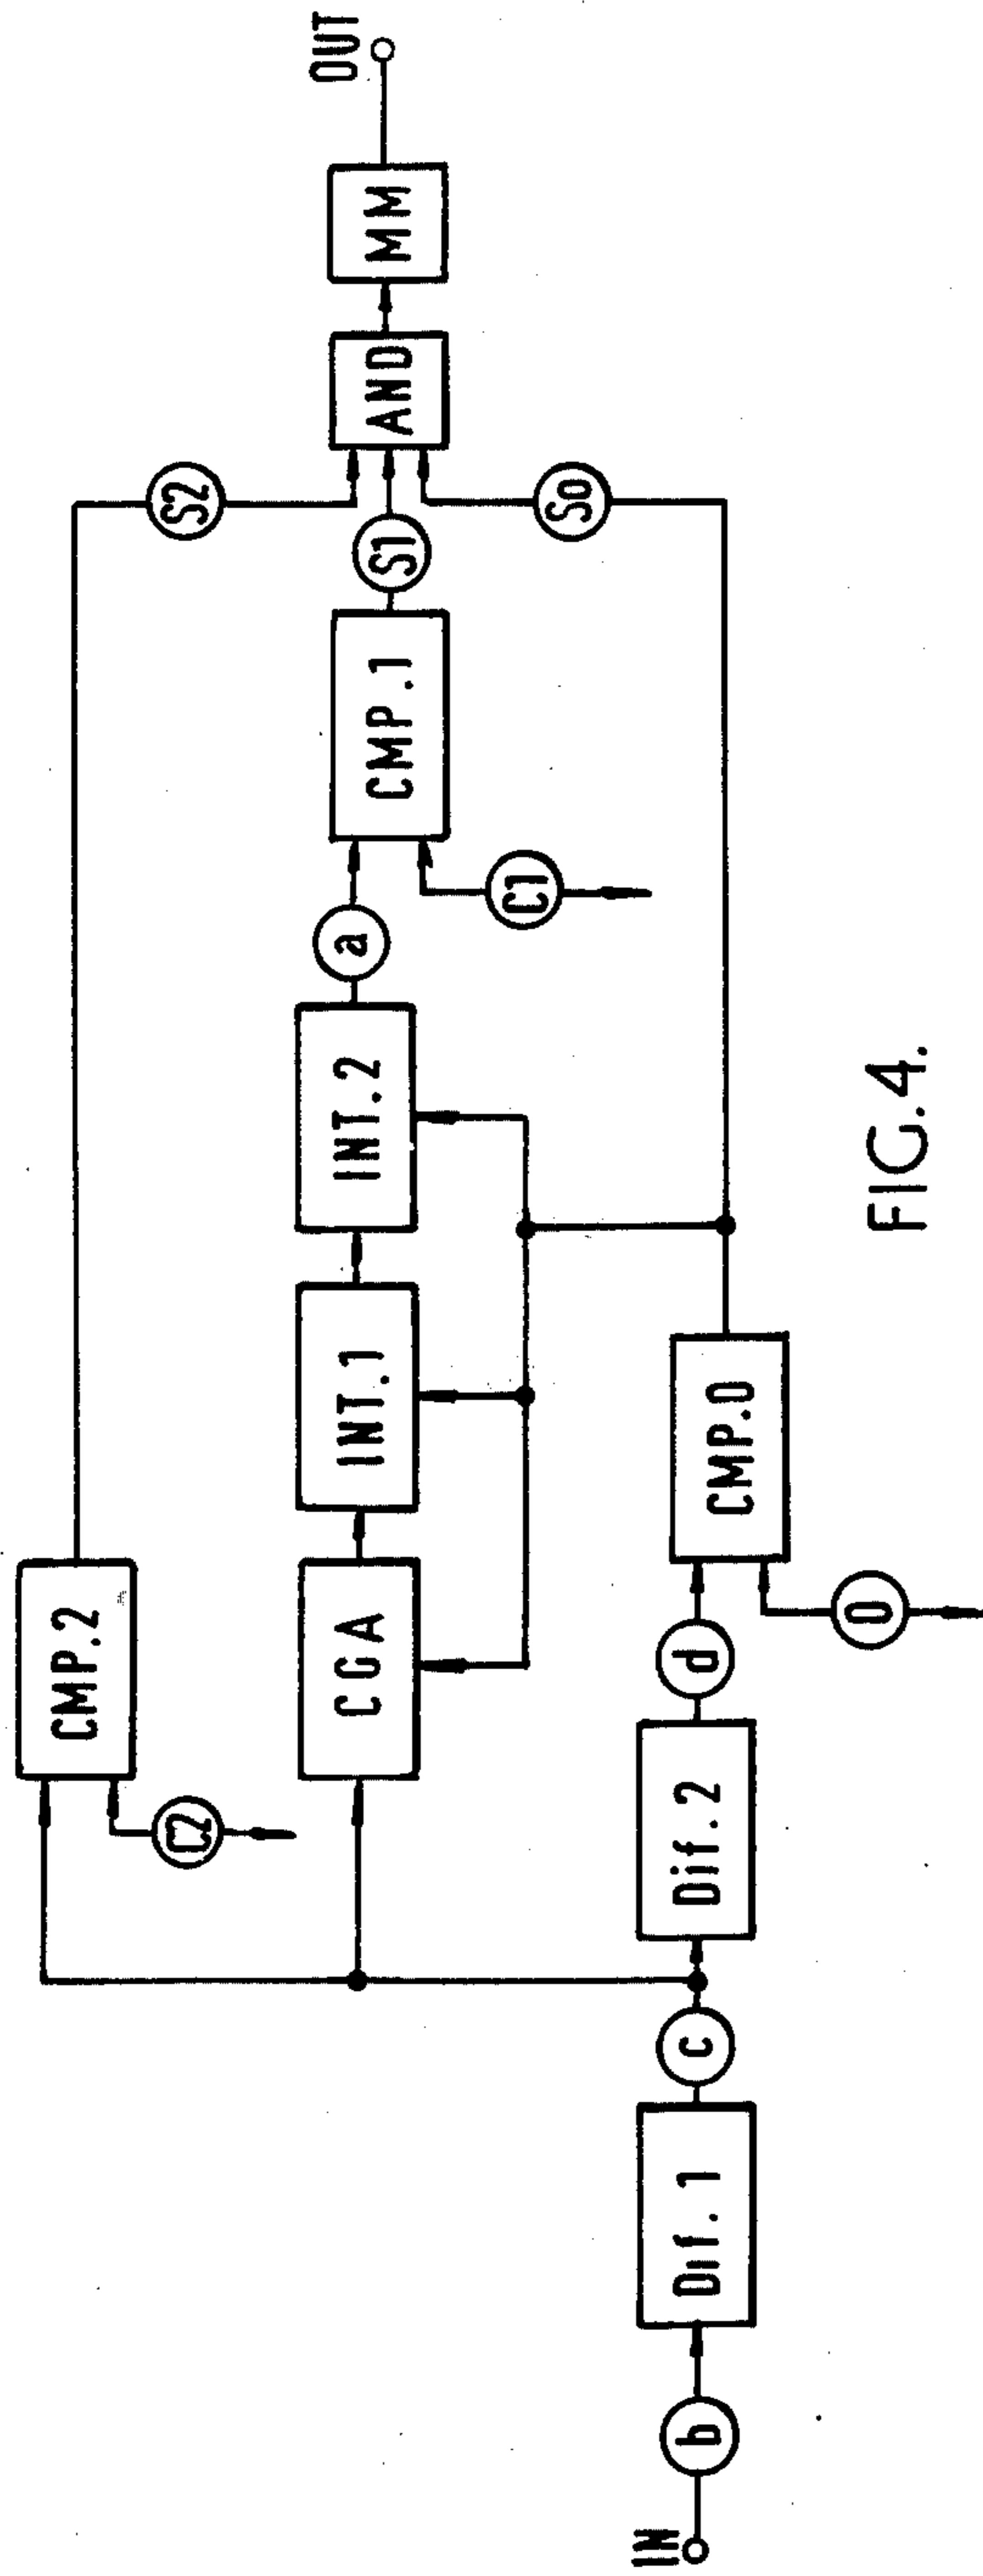 IN
b
Dif. 1
c
Dif. 2
d
0
CMP.0
C2
CMP.2
CGA
INT.1
INT.2
a
C1
CMP.1
S2
S1
So
AND
MM
OUT
FIG.4.